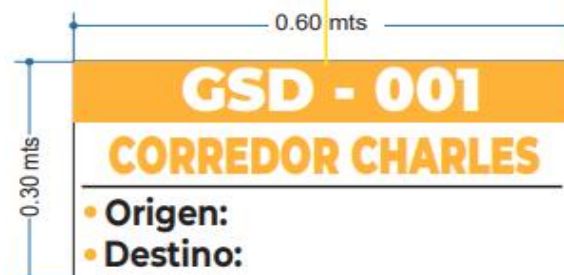 0.60 mts
GSD - 001
CORREDOR CHARLES
0.30 mts
• Origen:
• Destino: